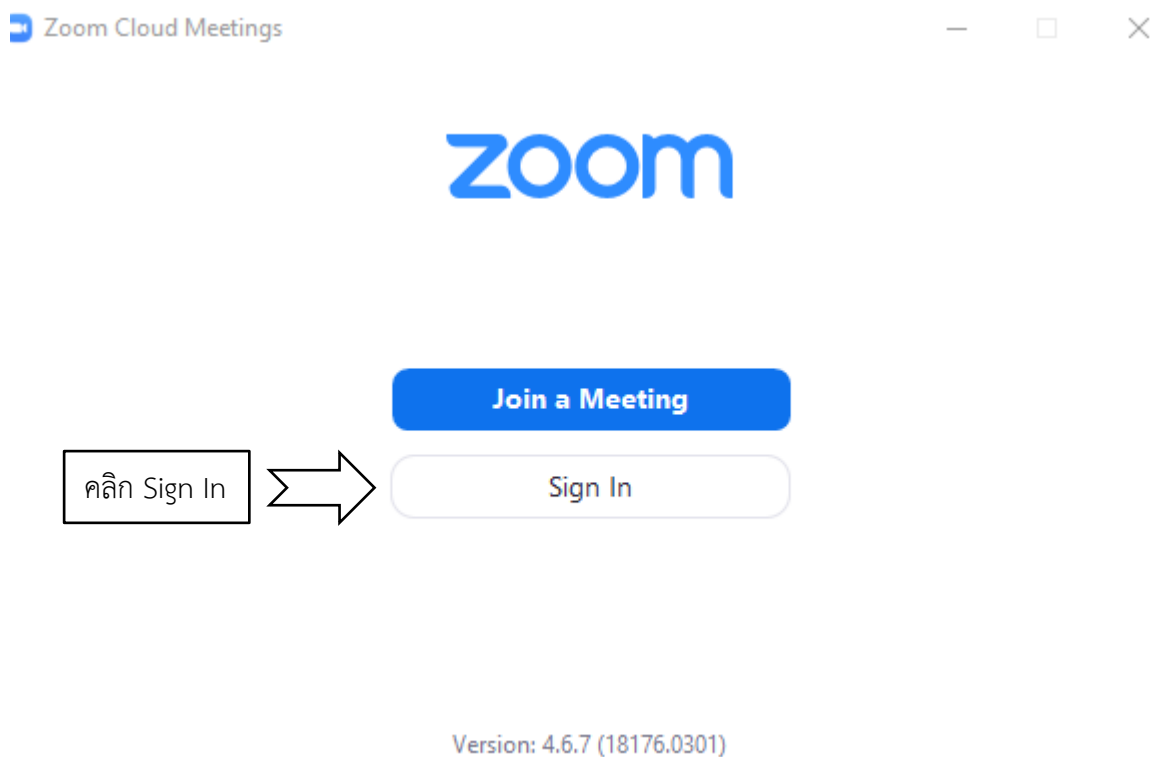 Zoom Cloud Meetings
zoom
Join a Meeting
คลิก Sign In
Sign In
Version: 4.6.7 (18176.0301)